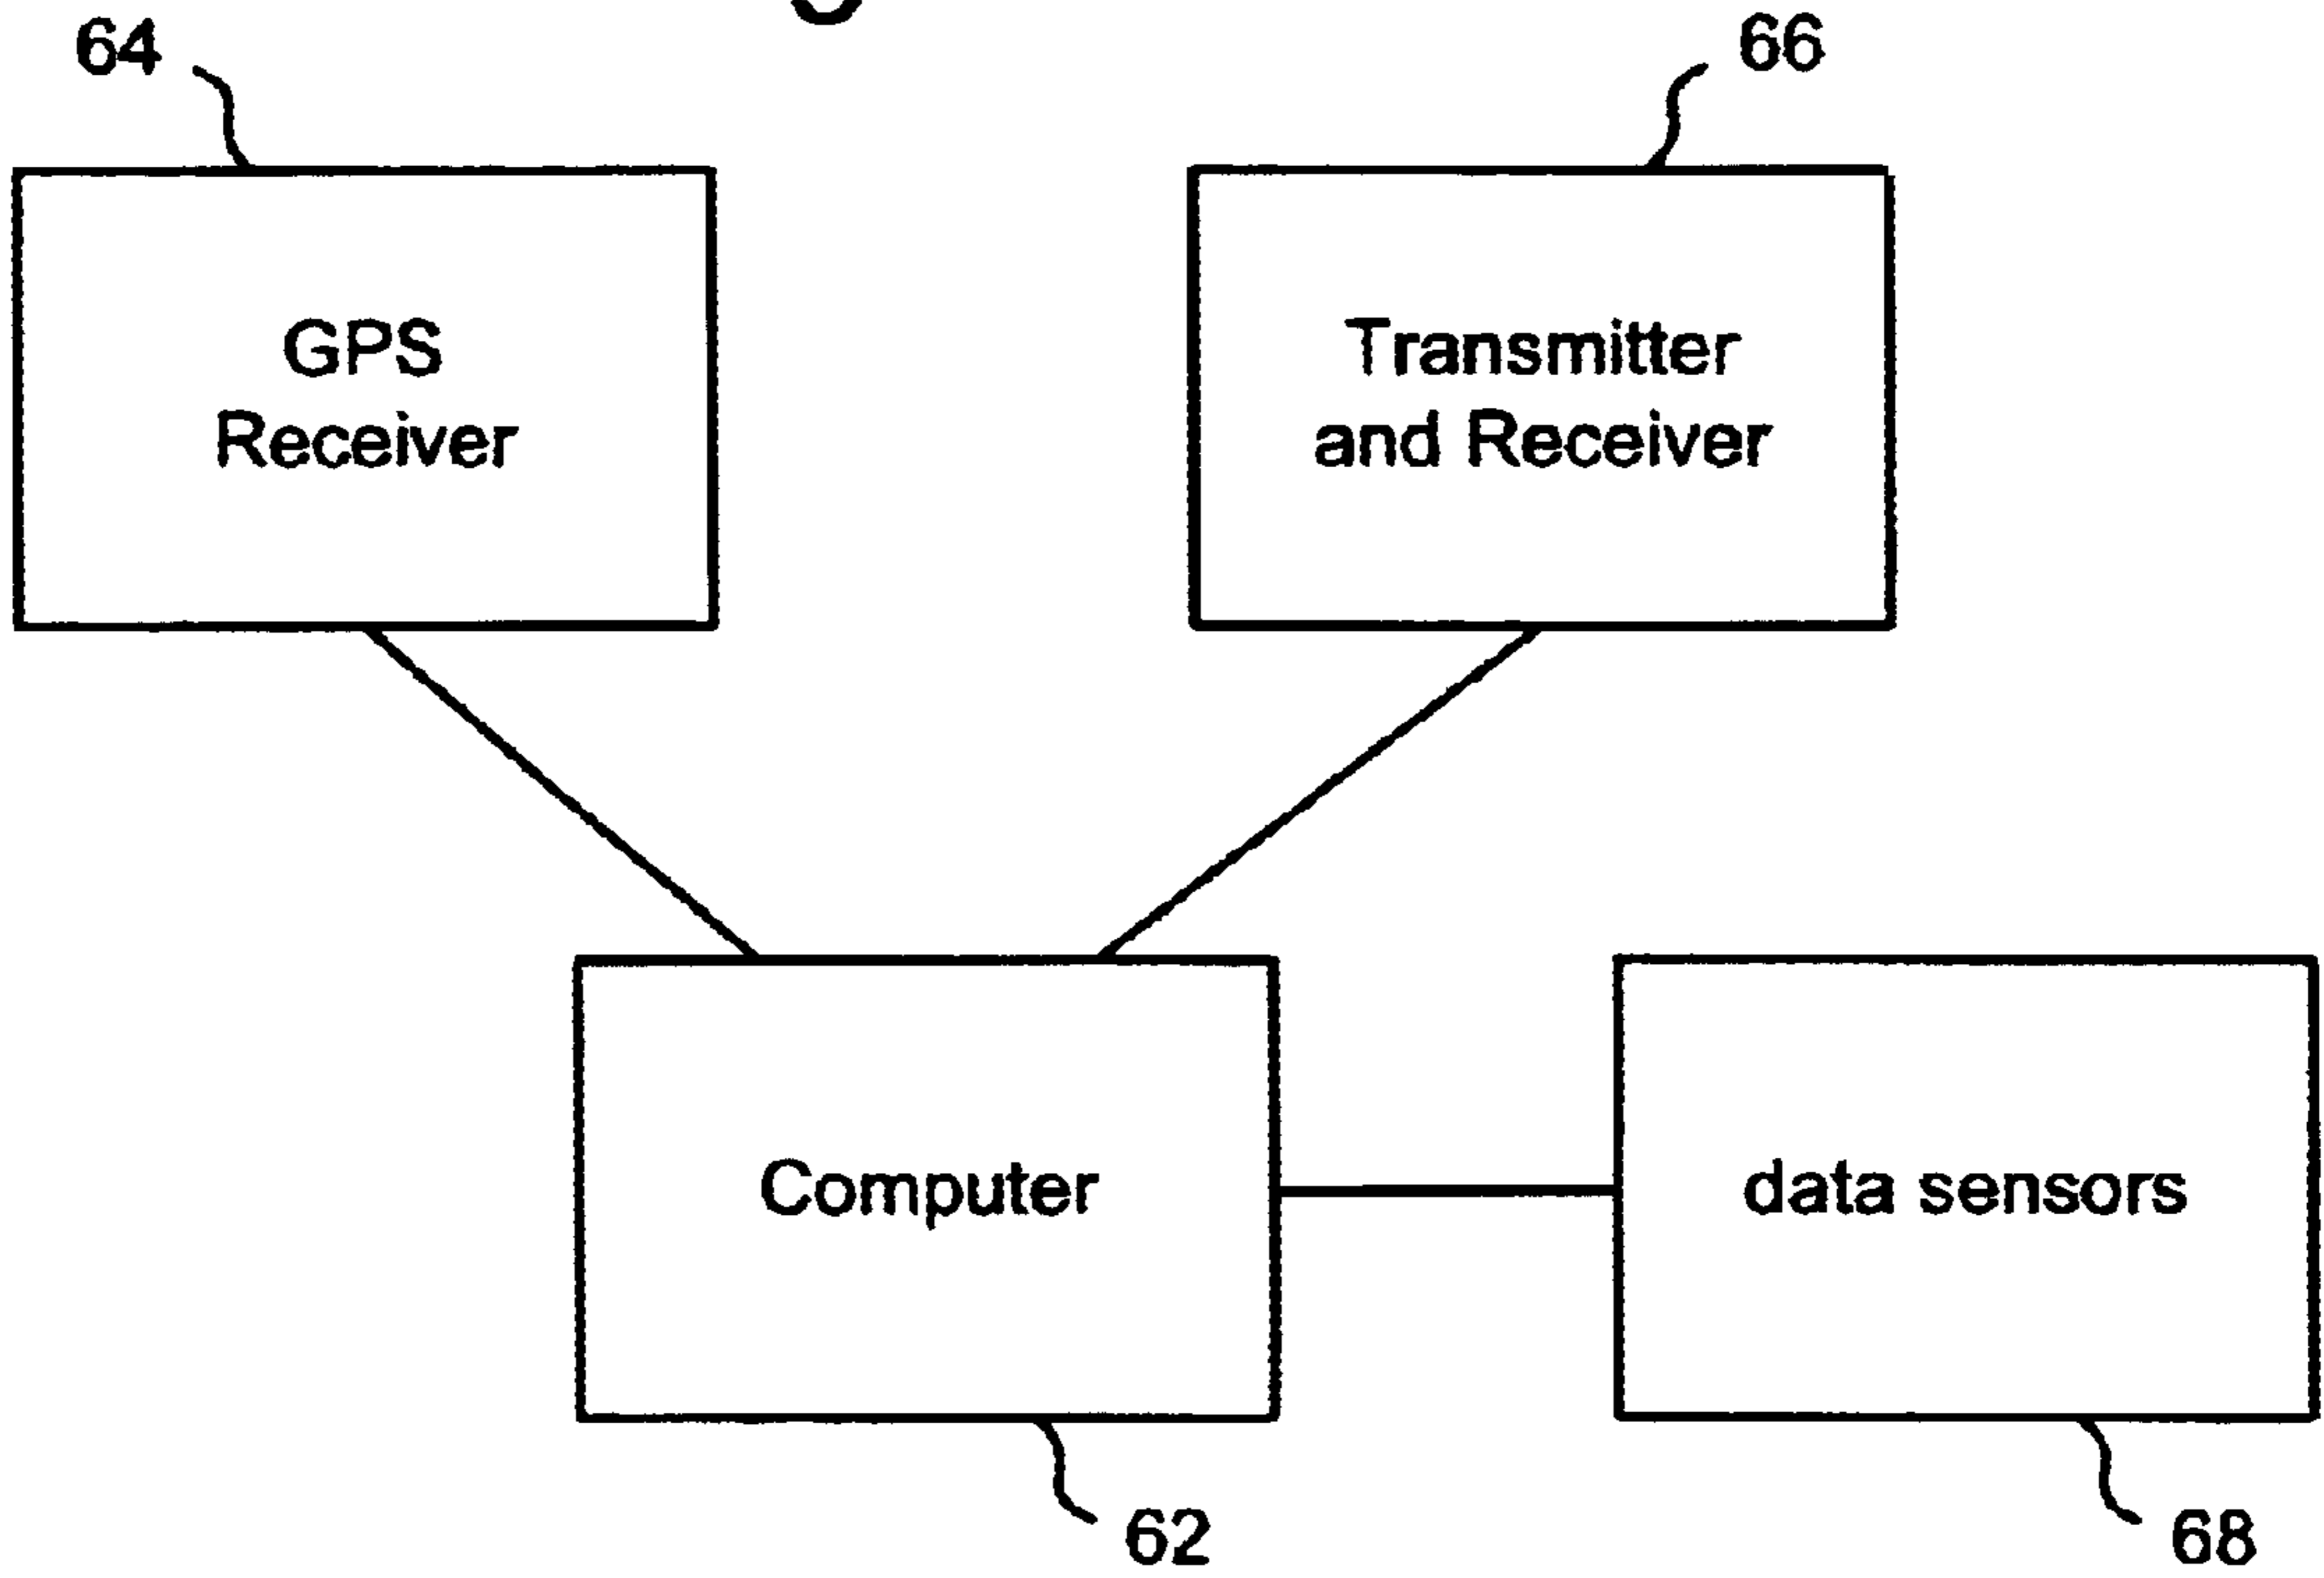 64
66
GPS
Receiver
Transmitter
and Receiver
Computer
data sensors
62
68